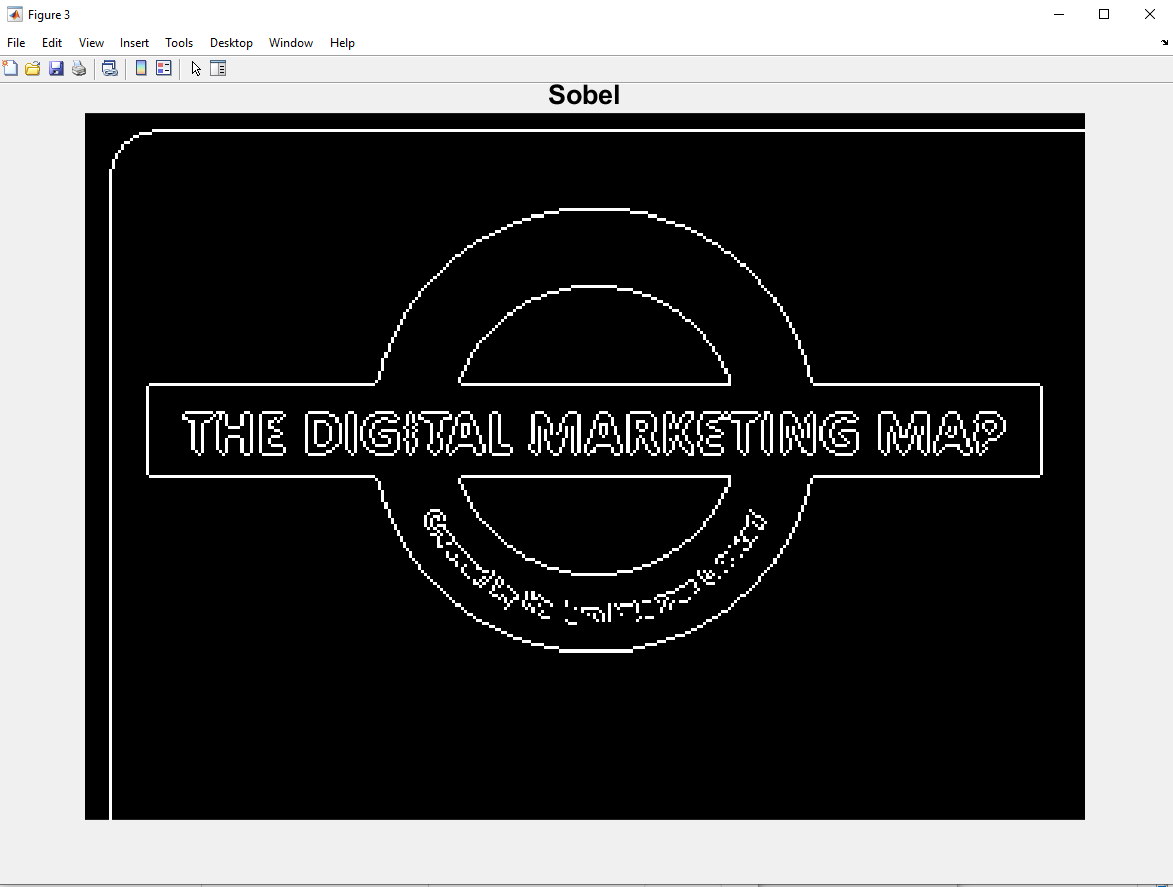 Figure 3
File Edit View Insert Tools Desktop Window Help
Sobel
THE DIGITAL MARKETING MAP